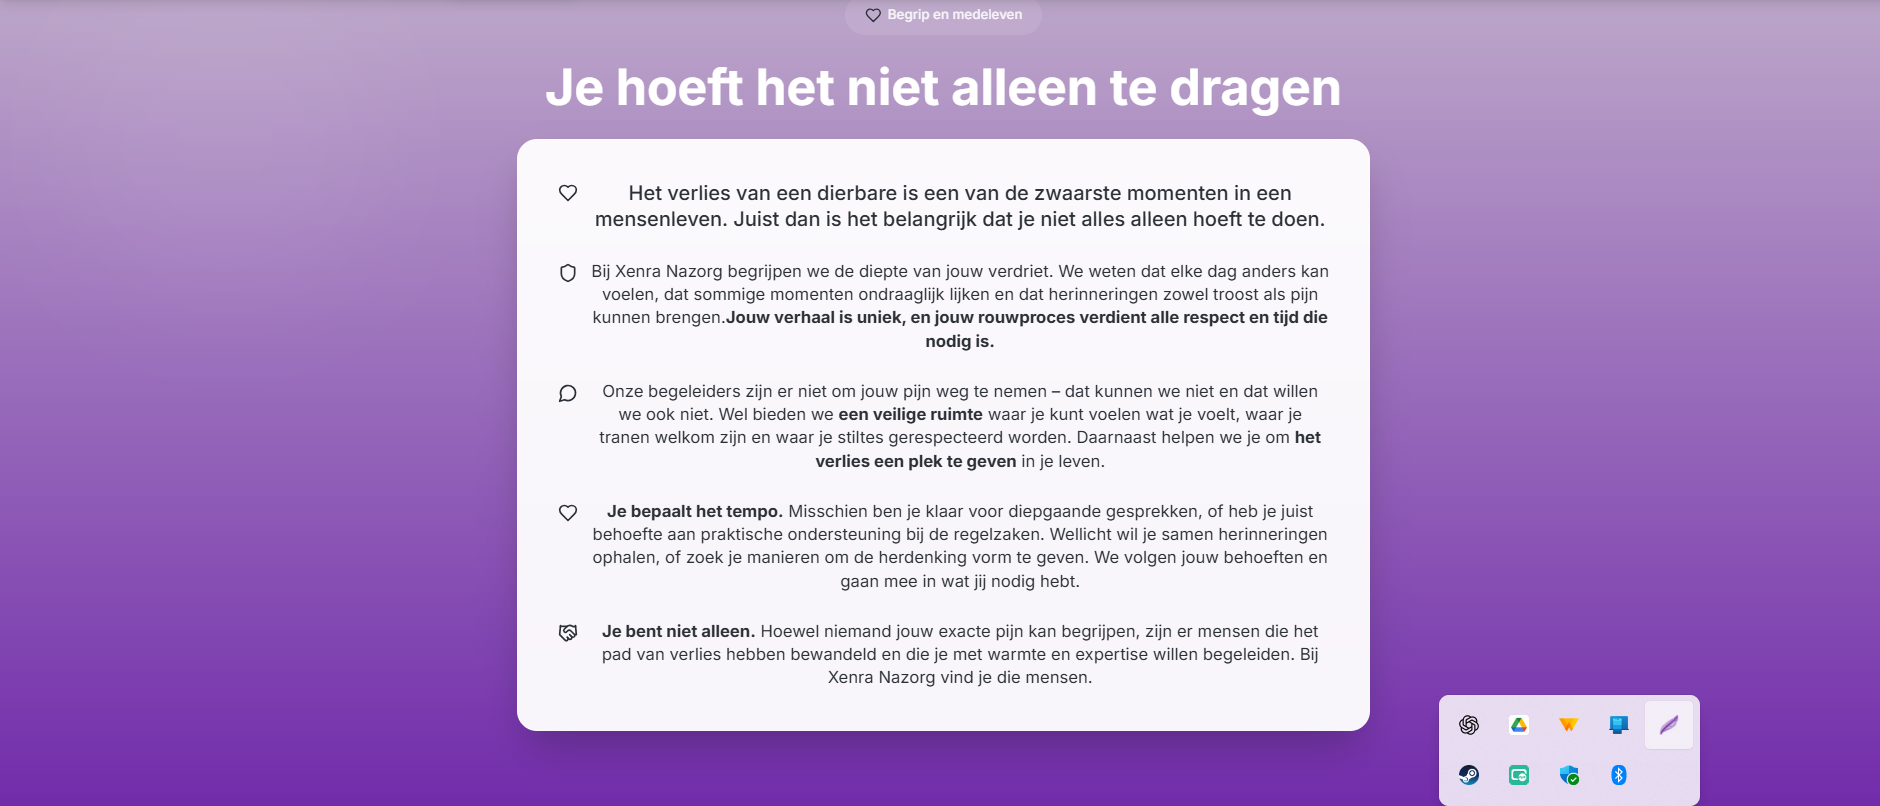 Begrip en medeleven
Je hoeft het niet alleen te dragen
Het verlies van een dierbare is een van de zwaarste momenten in een
mensenleven. Juist dan is het belangrijk dat je niet alles alleen hoeft te doen.
Bij Xenra Nazorg begrijpen we de diepte van jouw verdriet. We weten dat elke dag anders kan
voelen, dat sommige momenten ondraaglijk lijken en dat herinneringen zowel troost als pijn
kunnen brengen.Jouw verhaal is uniek, en jouw rouwproces verdient alle respect en tijd die
nodig is.
Onze begeleiders zijn er niet om jouw pijn weg te nemen – dat kunnen we niet en dat willen
we ook niet. Wel bieden we een veilige ruimte waar je kunt voelen wat je voelt, waar je
tranen welkom zijn en waar je stiltes gerespecteerd worden. Daarnaast helpen we je om het
verlies een plek te geven in je leven.
Je bepaalt het tempo. Misschien ben je klaar voor diepgaande gesprekken, of heb je juist
behoefte aan praktische ondersteuning bij de regelzaken. Wellicht wil je samen herinneringen
ophalen, of zoek je manieren om de herdenking vorm te geven. We volgen jouw behoeften en
gaan mee in wat jij nodig hebt.
Je bent niet alleen. Hoewel niemand jouw exacte pijn kan begrijpen, zijn er mensen die het
pad van verlies hebben bewandeld en die je met warmte en expertise willen begeleiden. Bij
Xenra Nazorg vind je die mensen.